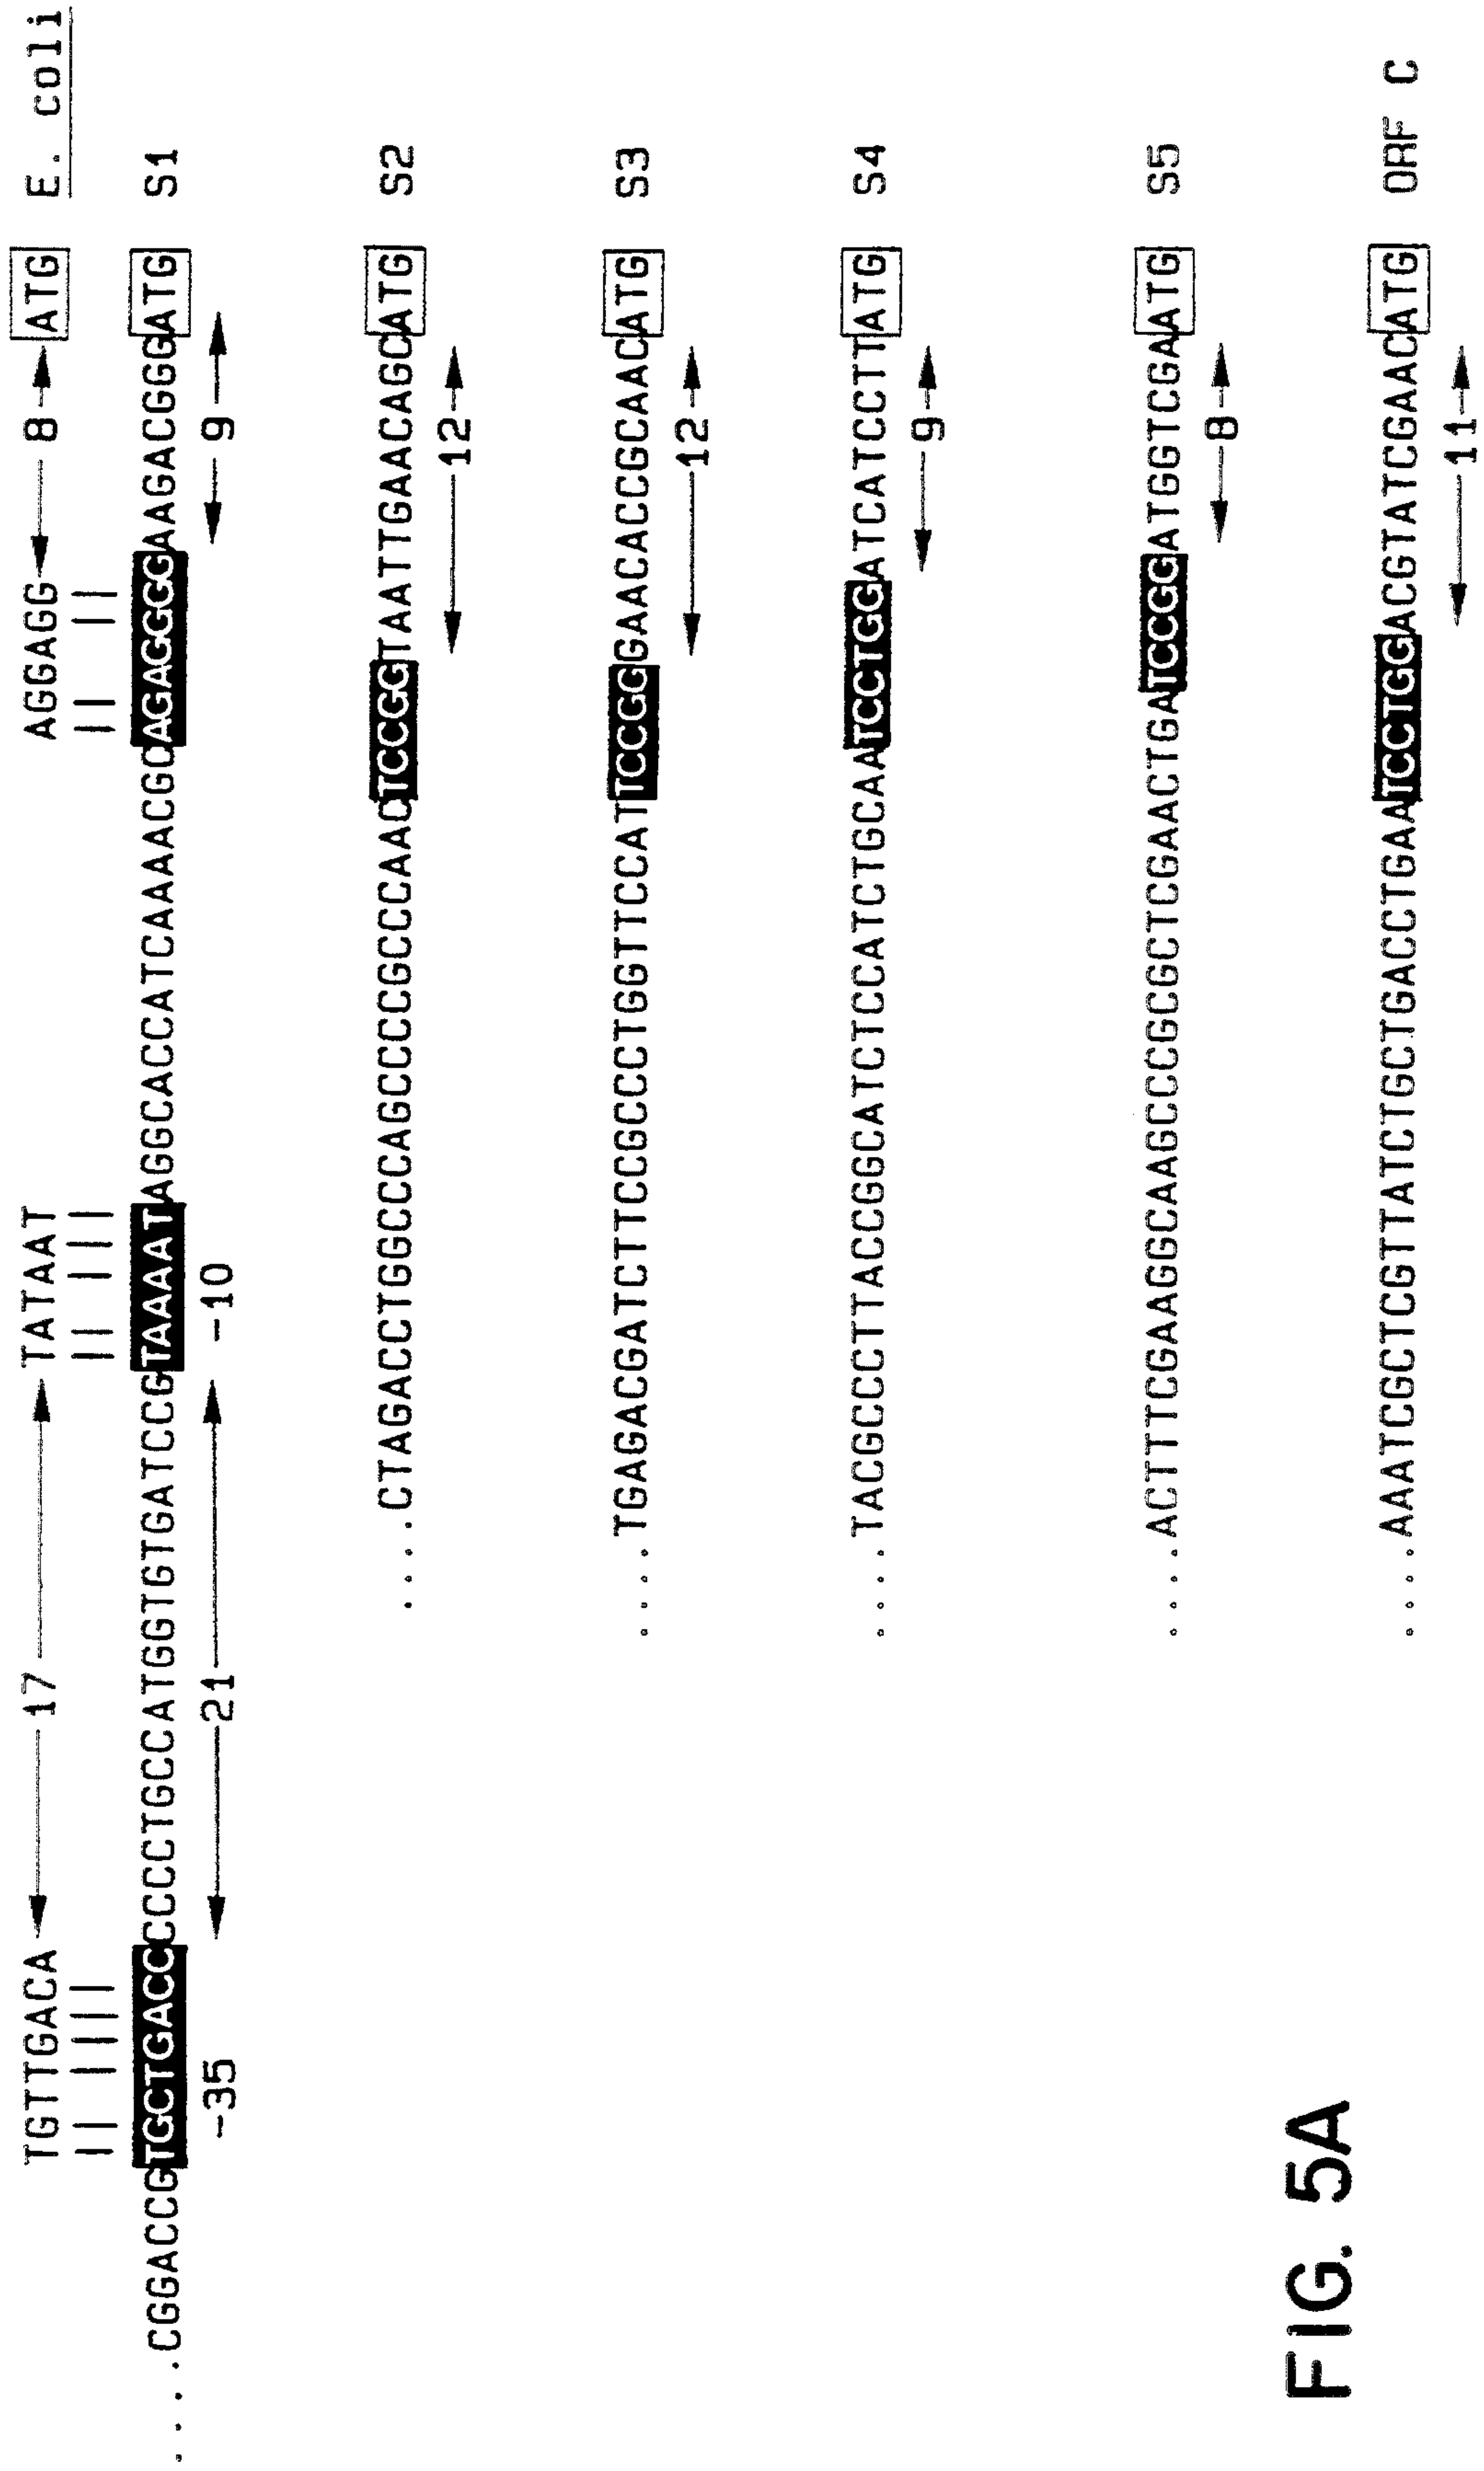 TGTTGACA 17 TATAAT AGGAGG 8 ATG E. coli
....CGGACCGTGCTGACCCCCCTGCCATGGTGTGATCCGTAAAATAGGCACCATCAAAACGCAGAGGGGAAGACGGGATG S1
-35 21 -10 9
....CTAGACCTGGCCCAGCCCCGCCCAACTCCGGTAATTGAACAGCATG S2
12
....TGAGACGATCTTCCGCCCTGGTTCCATTCCGGGAACACCGCAACATG S3
12
....TACGCCCTTACCGGCATCTCCATCTGCAATCCTGGATCATCCTTATG S4
9
....ACTTTCGAAGGCAAGCCCGCGCTCGAACTGATCCGGATGGTCGAATG S5
8
....AAATCGCTCGTTATCTGCTGACCTGAATCCTGGACGTATCGAACATG ORF C
11
FIG. 5A